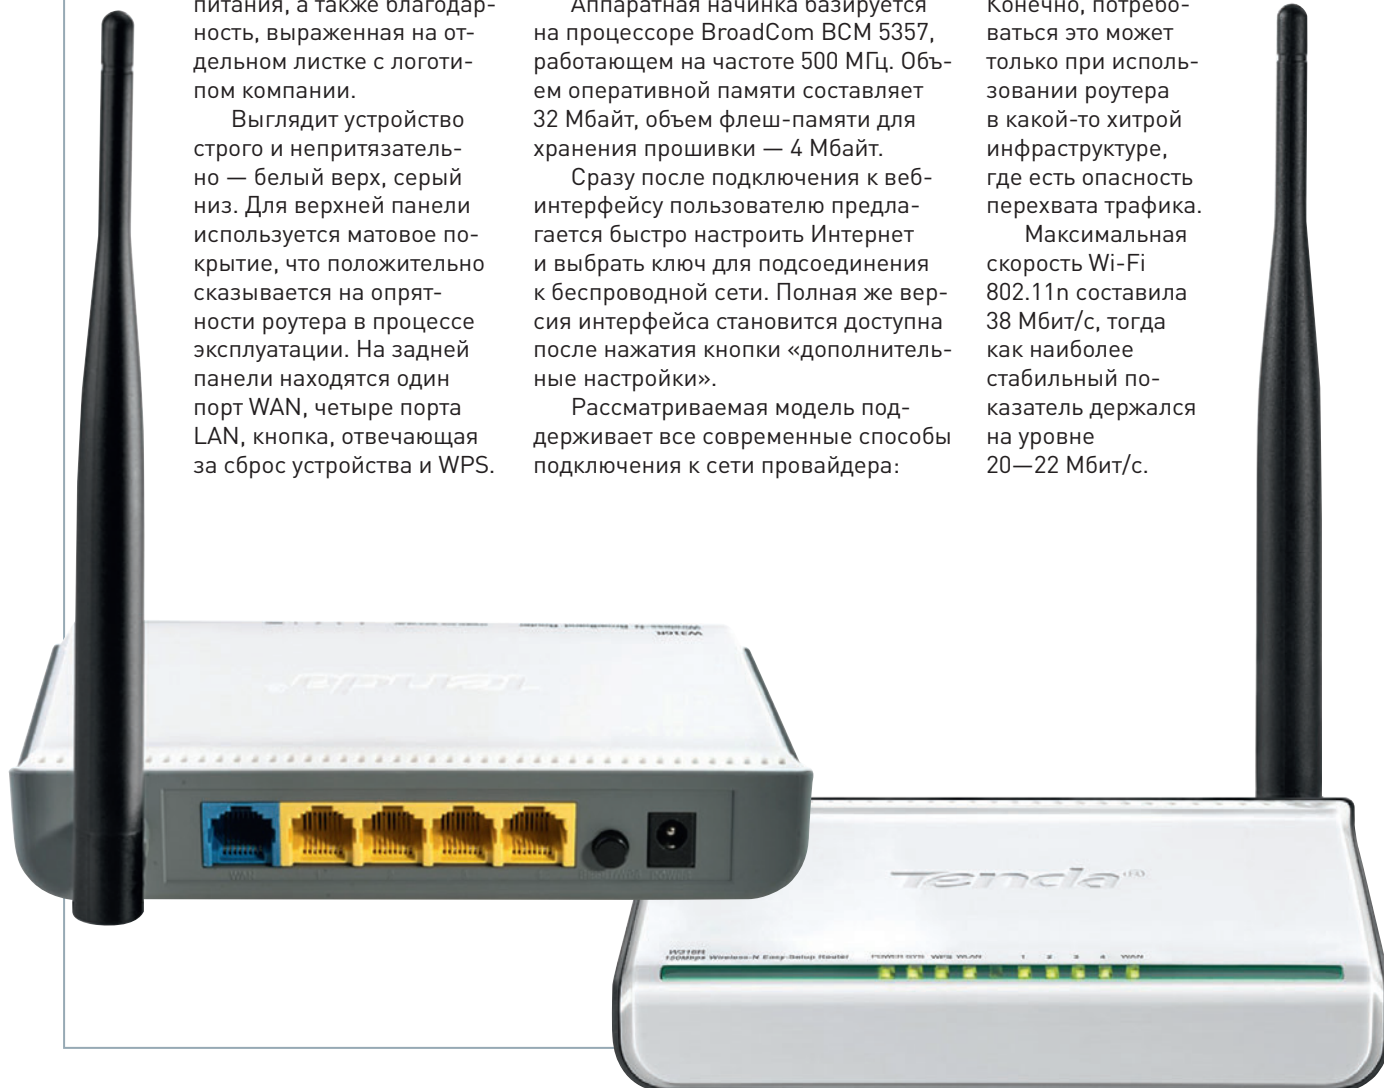 питания, а также благодар-
ность, выраженная на от-
дельном листке с логоти-
пом компании.
Выглядит устройство
строго и непритязатель-
но — белый верх, серый
низ. Для верхней панели
используется матовое по-
крытие, что положительно
сказывается на опрят-
ности роутера в процессе
эксплуатации. На задней
панели находятся один
порт WAN, четыре порта
LAN, кнопка, отвечающая
за сброс устройства и WPS.
Аппаратная начинка базируется
на процессоре BroadCom BCM 5357,
работающем на частоте 500 МГц. Объ-
ем оперативной памяти составляет
32 Мбайт, объем флеш-памяти для
хранения прошивки — 4 Мбайт.
Сразу после подключения к веб-
интерфейсу пользователю предла-
гается быстро настроить Интернет
и выбрать ключ для подсоединения
к беспроводной сети. Полная же вер-
сия интерфейса становится доступна
после нажатия кнопки «дополнитель-
ные настройки».
Рассматриваемая модель под-
держивает все современные способы
подключения к сети провайдера:
Конечно, потребо-
ваться это может
только при исполь-
зовании роутера
в какой-то хитрой
инфраструктуре,
где есть опасность
перехвата трафика.
Максимальная
скорость Wi-Fi
802.11n составила
38 Мбит/с, тогда
как наиболее
стабильный по-
казатель держался
на уровне
20—22 Мбит/с.
W316R
Wireless-N Broadband Router
Tenda®
WAN
Tenda®
W316R
150Mbps Wireless-N Easy-Setup Router
POWER SYS WPS WLAN 1 2 3 4 WAN